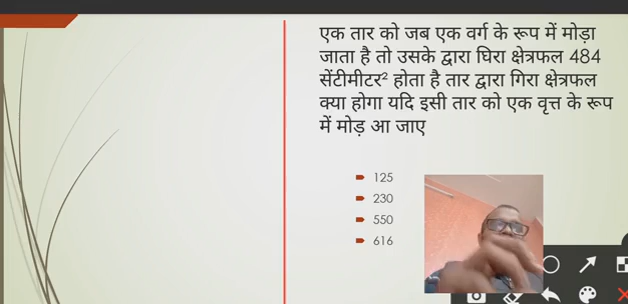 एक तार को जब एक वर्ग के रूप में मोड़ा
जाता है तो उसके द्वारा घिरा क्षेत्रफल 484
सेंटीमीटर² होता है तार द्वारा गिरा क्षेत्रफल
क्या होगा यदि इसी तार को एक वृत्त के रूप
में मोड़ आ जाए
125
230
550
616